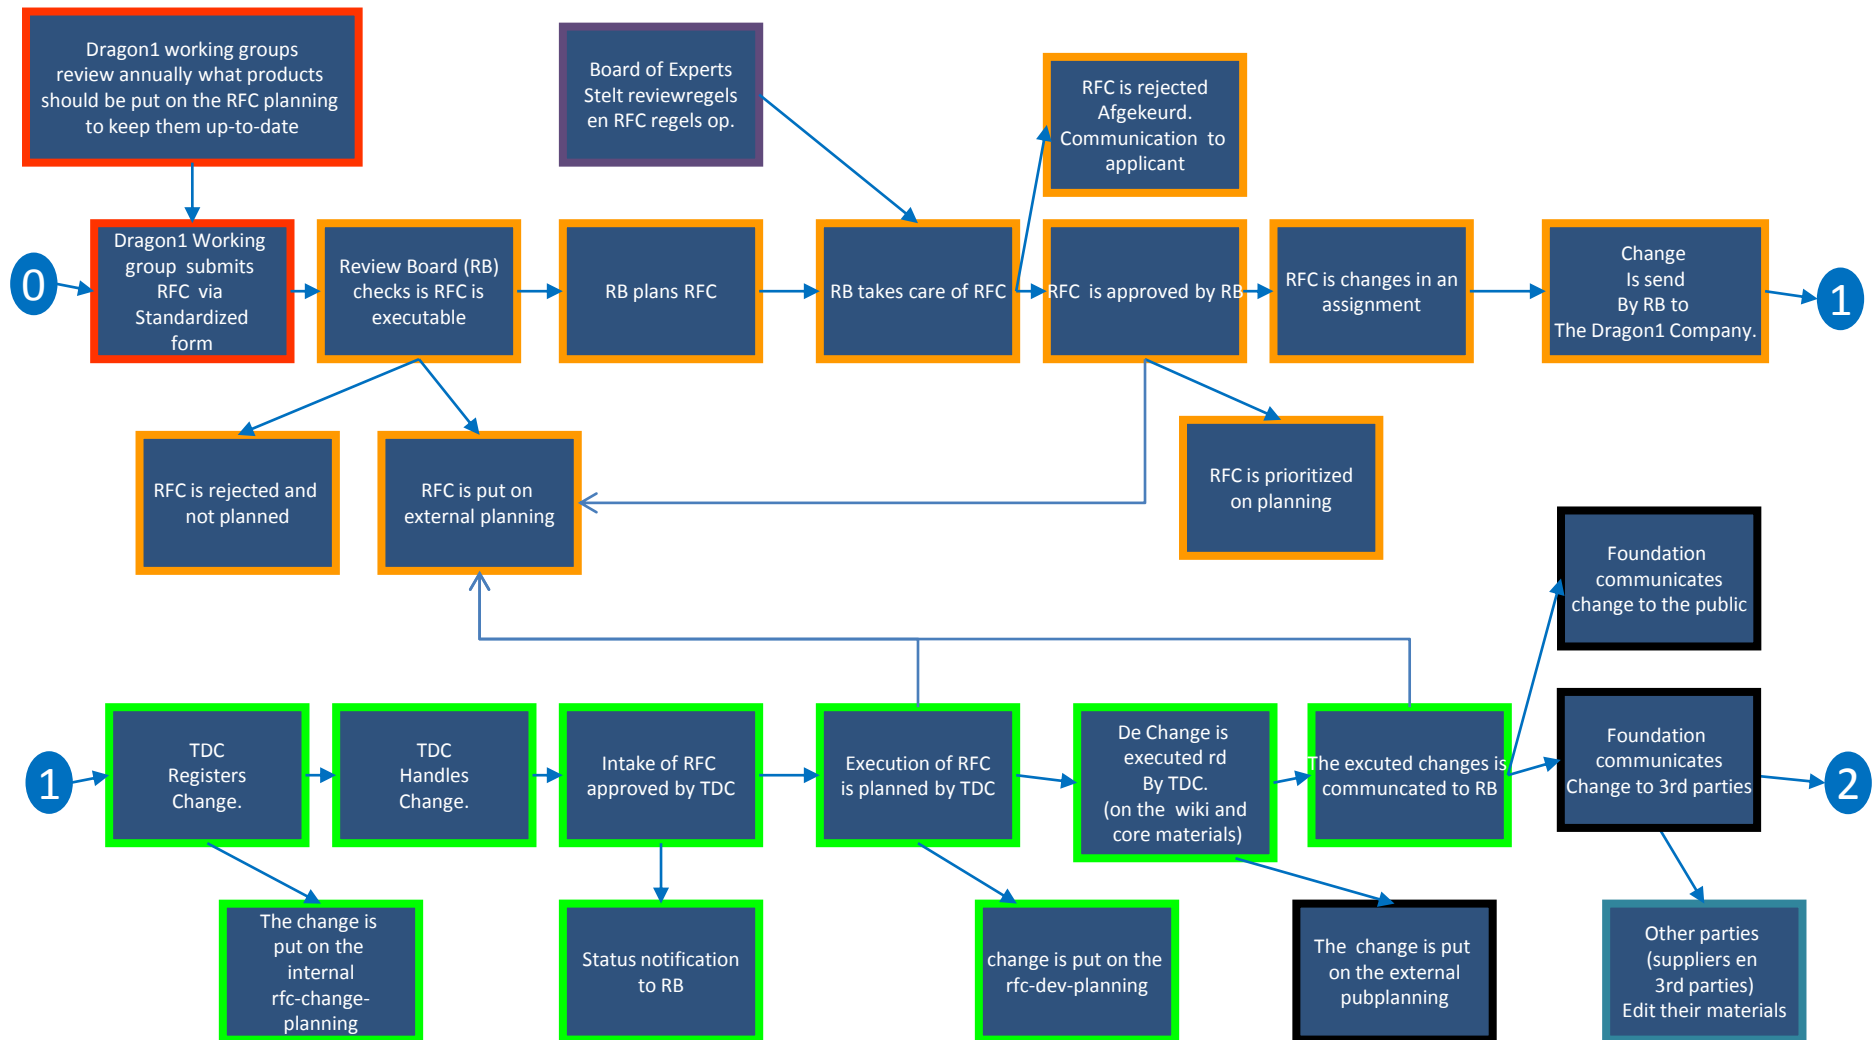 Dragon1 working groups
review annually what products
should be put on the RFC planning
to keep them up-to-date
Board of Experts
Stelt reviewregels
en RFC regels op.
RFC is rejected
Afgekeurd.
Communication to
applicant
0
Dragon1 Working
group submits
RFC via
Standardized
form
Review Board (RB)
checks is RFC is
executable
RB plans RFC
RB takes care of RFC
RFC is approved by RB
RFC is changes in an
assignment
Change
Is send
By RB to
The Dragon1 Company.
1
RFC is rejected and
not planned
RFC is put on
external planning
RFC is prioritized
on planning
Foundation
communicates
change to the public
1
TDC
Registers
Change.
TDC
Handles
Change.
Intake of RFC
approved by TDC
Execution of RFC
is planned by TDC
De Change is
executed rd
By TDC.
(on the wiki and
core materials)
The excuted changes is
communcated to RB
Foundation
communicates
Change to 3rd parties
2
The change is
put on the
internal
rfc-change-
planning
Status notification
to RB
change is put on the
rfc-dev-planning
The change is put
on the external
pubplanning
Other parties
(suppliers en
3rd parties)
Edit their materials